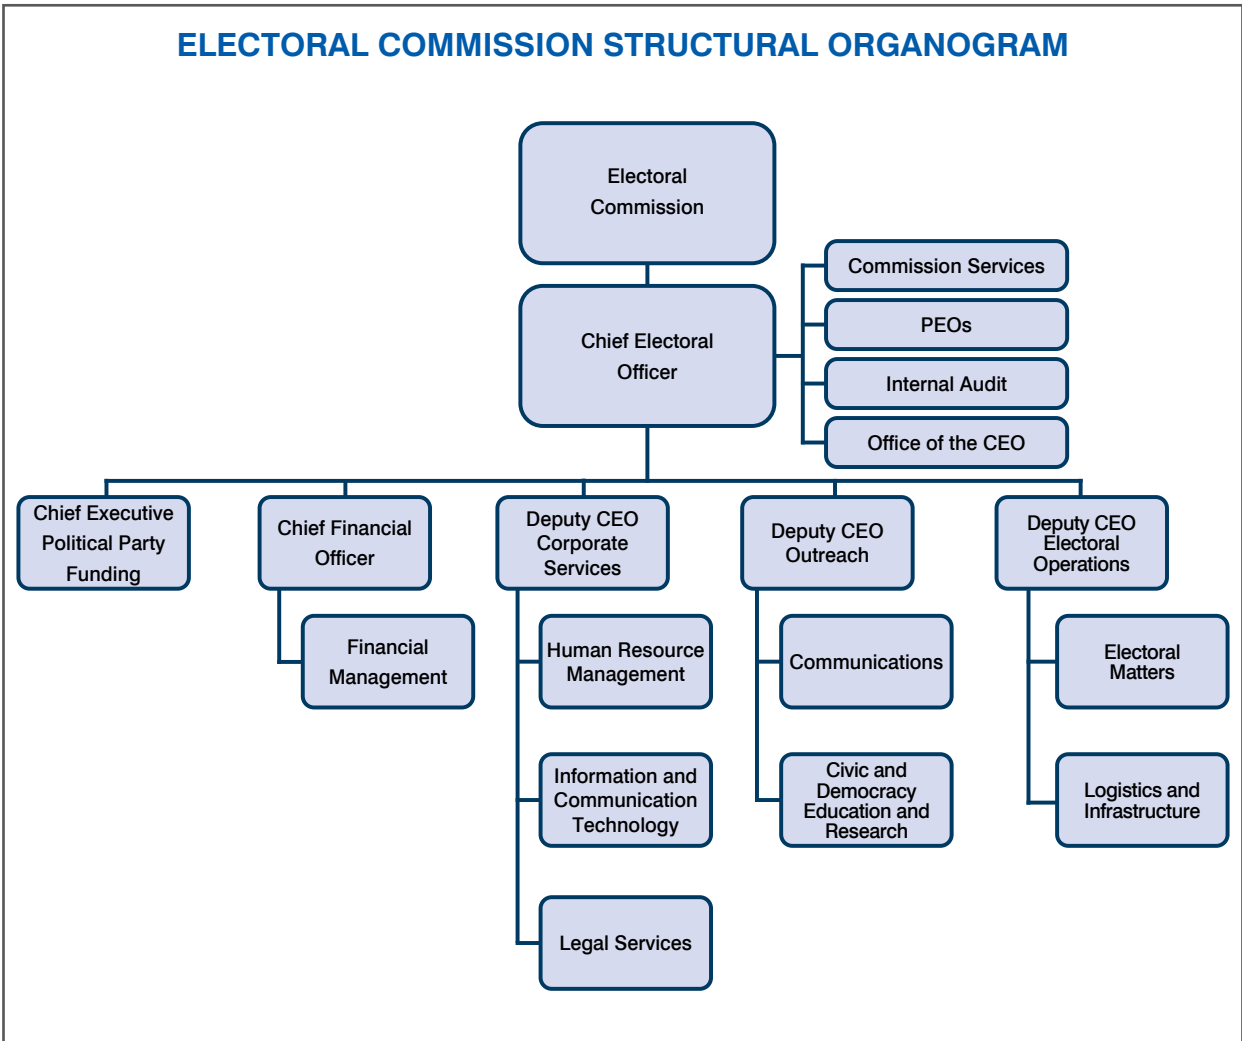 ELECTORAL COMMISSION STRUCTURAL ORGANOGRAM
Electoral
Commission
Chief Electoral
Officer
Commission Services
PEOs
Internal Audit
Office of the CEO
Chief Executive
Political Party
Funding
Chief Financial
Officer
Deputy CEO
Corporate
Services
Deputy CEO
Outreach
Deputy CEO
Electoral
Operations
Financial
Management
Human Resource
Management
Communications
Electoral
Matters
Information and
Communication
Technology
Civic and
Democracy
Education and
Research
Logistics and
Infrastructure
Legal Services